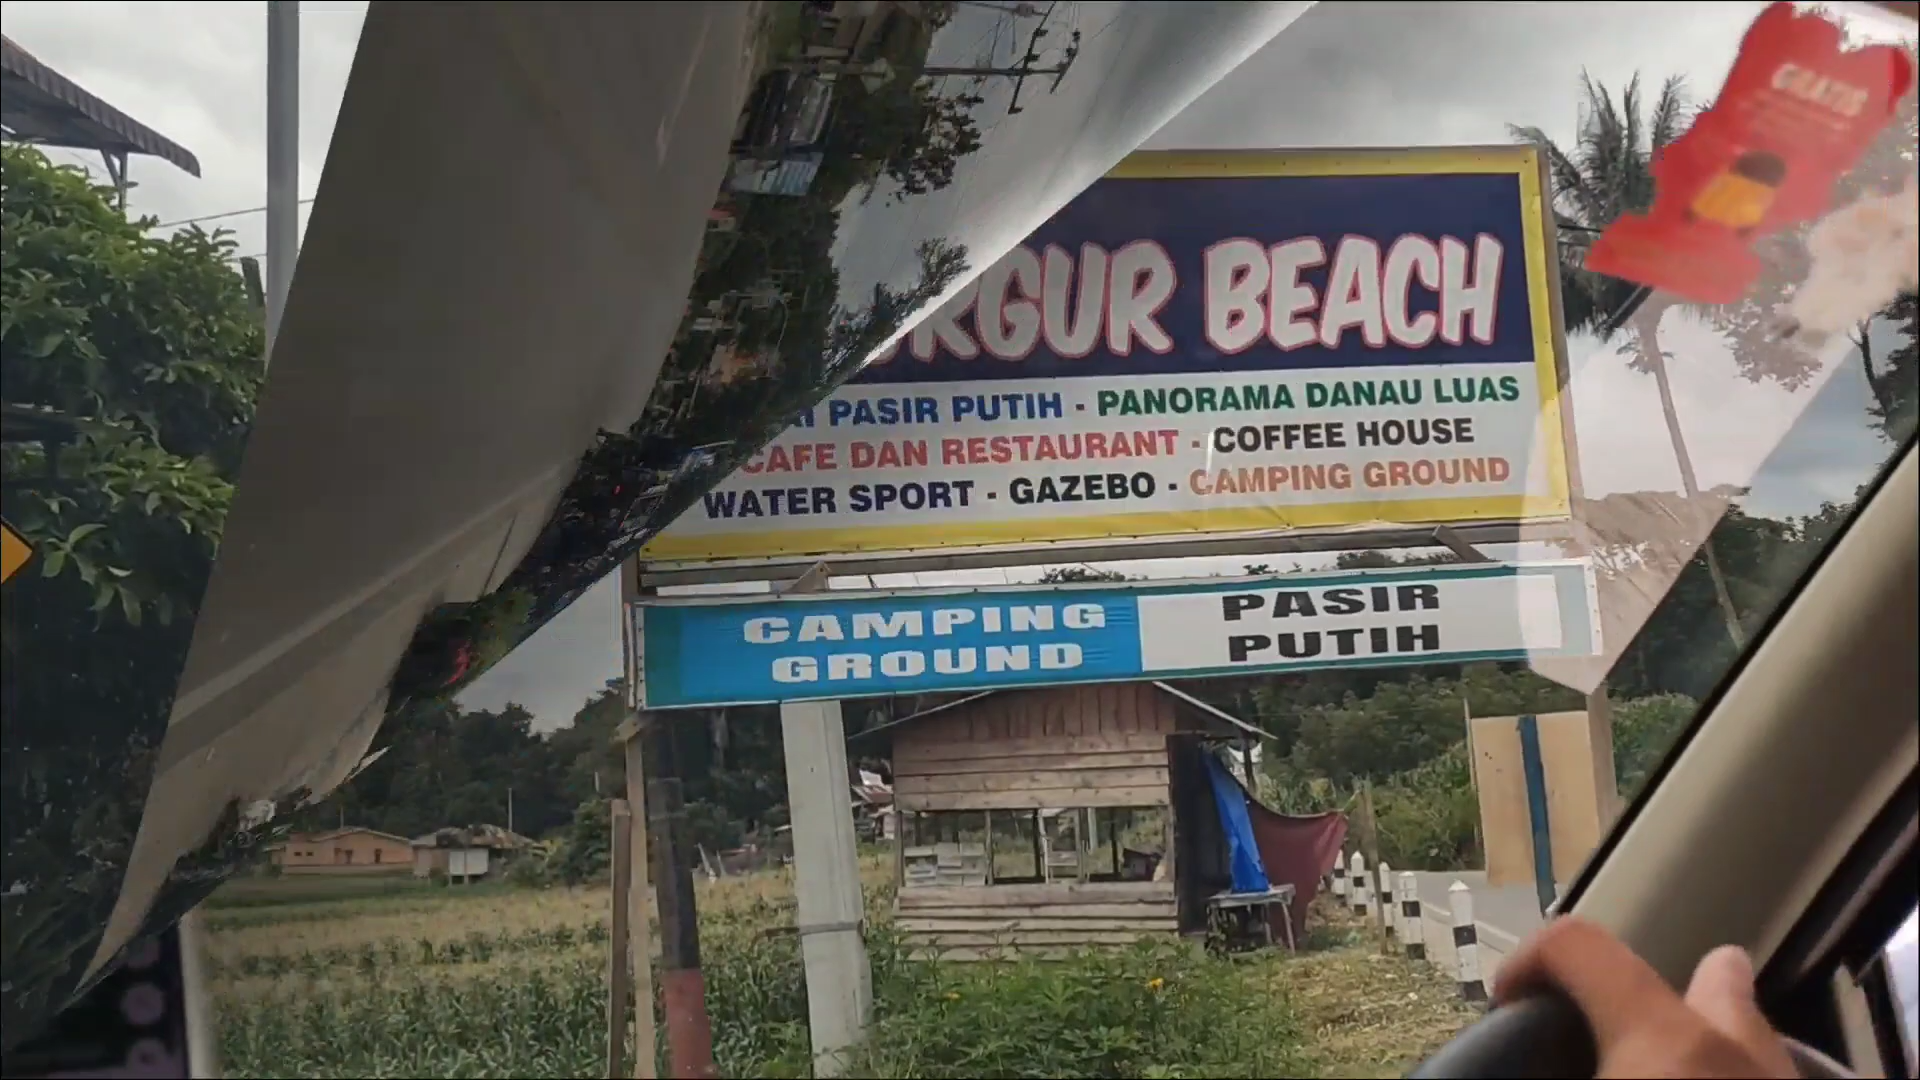 GRATIS
BEACH
PASIR PUTIH - PANORAMA DANAU LUAS
CAFE DAN RESTAURANT - COFFEE HOUSE
WATER SPORT - GAZEBO - CAMPING GROUND
CAMPING
GROUND
PASIR
PUTIH